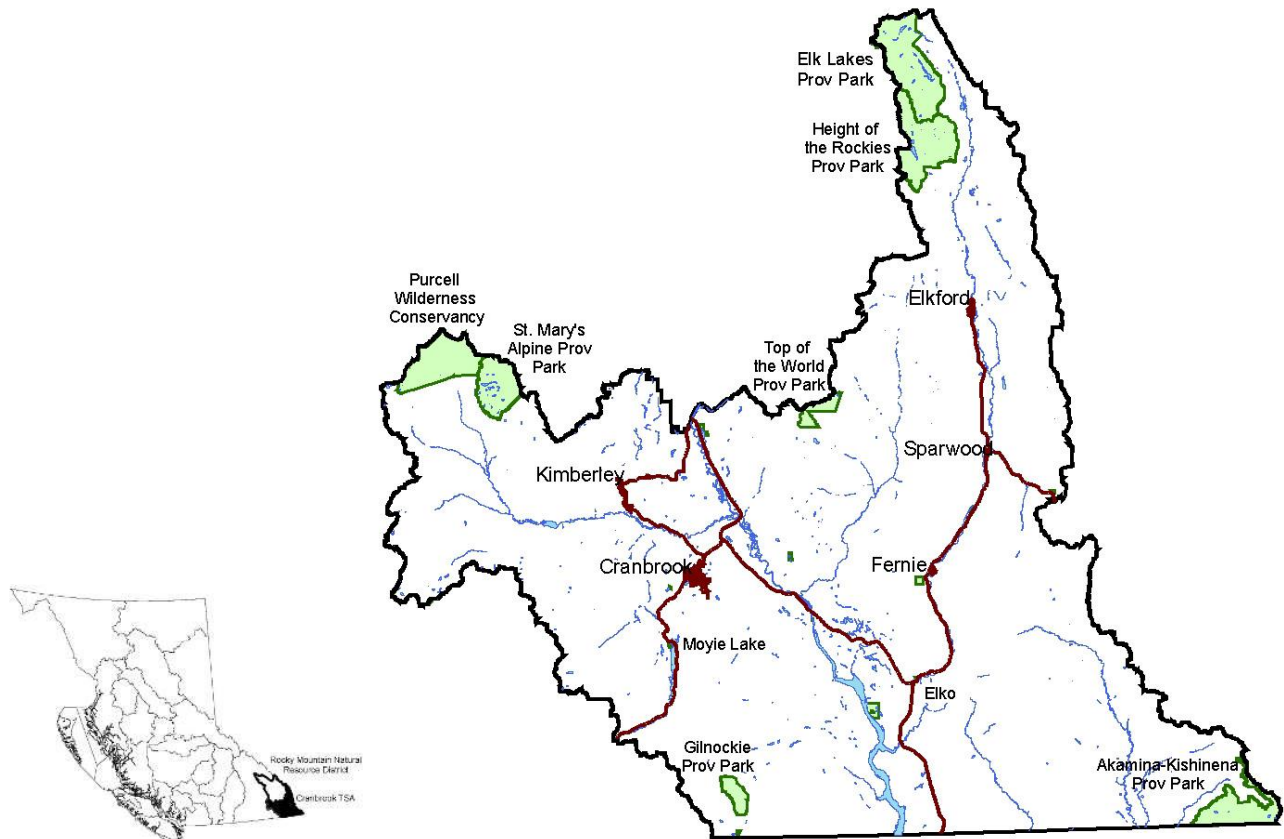 Elk Lakes
Prov Park
Height of
the Rockies
Prov Park
Purcell
Wilderness
Conservancy
St. Mary's
Alpine Prov
Park
Elkford
Top of
the World
Prov Park
Sparwood
Kimberley
Cranbrook
Fernie
Moyie Lake
Elko
Gilnockie
Prov Park
Akamina-Kishinena
Prov Park
Rocky Mountain Natural
Resource District
Cranbrook TSA